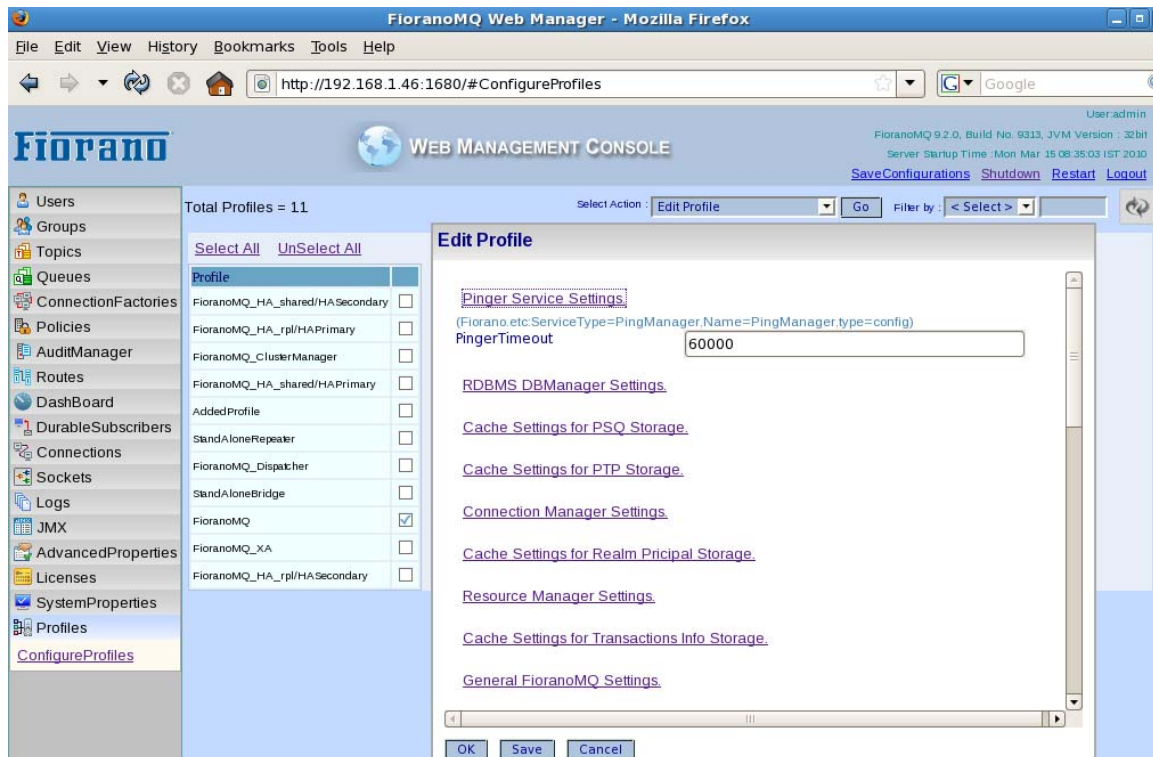 FioranoMQ Web Manager - Mozilla Firefox
File Edit View History Bookmarks Tools Help
http://192.168.1.46:1680/#ConfigureProfiles
G Google
User:admin
Fiorano
WEB MANAGEMENT CONSOLE
FioranoMQ 9.2.0, Build No. 9313, JVM Version : 32bit
Server Startup Time :Mon Mar 15 08:35:03 IST 2010
SaveConfigurations Shutdown Restart Logout
Users
Groups
Topics
Queues
ConnectionFactories
Policies
AuditManager
Routes
DashBoard
DurableSubscribers
Connections
Sockets
Logs
JMX
AdvancedProperties
Licenses
SystemProperties
Profiles
ConfigureProfiles
Total Profiles = 11
Select Action : Edit Profile Go Filter by : < Select >
Select All UnSelect All
Profile
FioranoMQ_HA_shared/HASecondary
FioranoMQ_HA_rpl/HAPrimary
FioranoMQ_ClusterManager
FioranoMQ_HA_shared/HAPrimary
AddedProfile
StandAloneRepeater
FioranoMQ_Dispatcher
StandAloneBridge
FioranoMQ
FioranoMQ_XA
FioranoMQ_HA_rpl/HASecondary
Edit Profile
Pinger Service Settings.
(Fiorano.etc:ServiceType=PingManager,Name=PingManager,type=config)
PingerTimeout 60000
RDBMS DBManager Settings.
Cache Settings for PSQ Storage.
Cache Settings for PTP Storage.
Connection Manager Settings.
Cache Settings for Realm Pricipal Storage.
Resource Manager Settings.
Cache Settings for Transactions Info Storage.
General FioranoMQ Settings.
OK Save Cancel